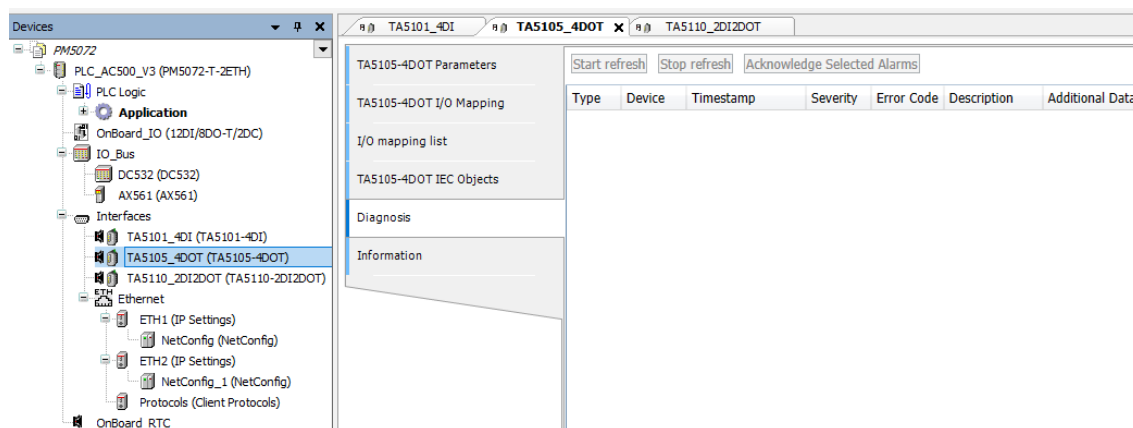 Devices
PM5072
PLC_AC500_V3 (PM5072-T-2ETH)
PLC Logic
Application
OnBoard_IO (12DI/8DO-T/2DC)
IO_Bus
DC532 (DC532)
AX561 (AX561)
Interfaces
TA5101_4DI (TA5101-4DI)
TA5105_4DOT (TA5105-4DOT)
TA5110_2DI2DOT (TA5110-2DI2DOT)
ETH Ethernet
ETH1 (IP Settings)
NetConfig (NetConfig)
ETH2 (IP Settings)
NetConfig_1 (NetConfig)
Protocols (Client Protocols)
OnBoard_RTC
TA5101_4DI TA5105_4DOT TA5110_2DI2DOT
TA5105-4DOT Parameters
TA5105-4DOT I/O Mapping
I/O mapping list
TA5105-4DOT IEC Objects
Diagnosis
Information
Start refresh Stop refresh Acknowledge Selected Alarms
Type Device Timestamp Severity Error Code Description Additional Data